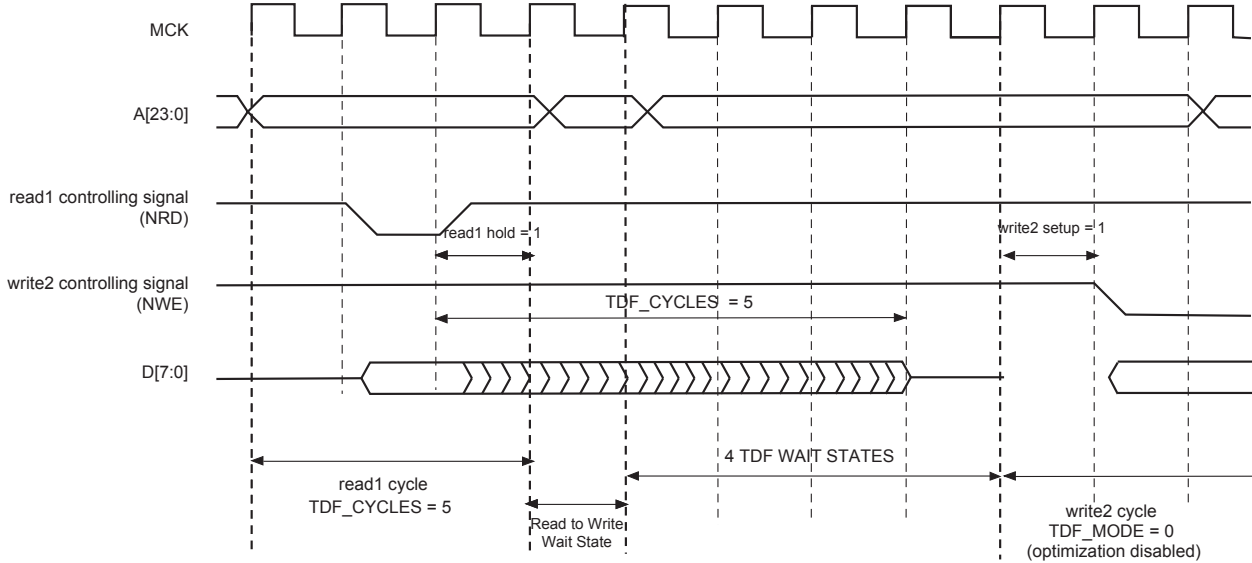 MCK
A[23:0]
read1 controlling signal
(NRD)
read1 hold = 1
write2 setup = 1
write2 controlling signal
(NWE)
TDF_CYCLES = 5
D[7:0]
4 TDF WAIT STATES
read1 cycle
TDF_CYCLES = 5
Read to Write
Wait State
write2 cycle
TDF_MODE = 0
(optimization disabled)